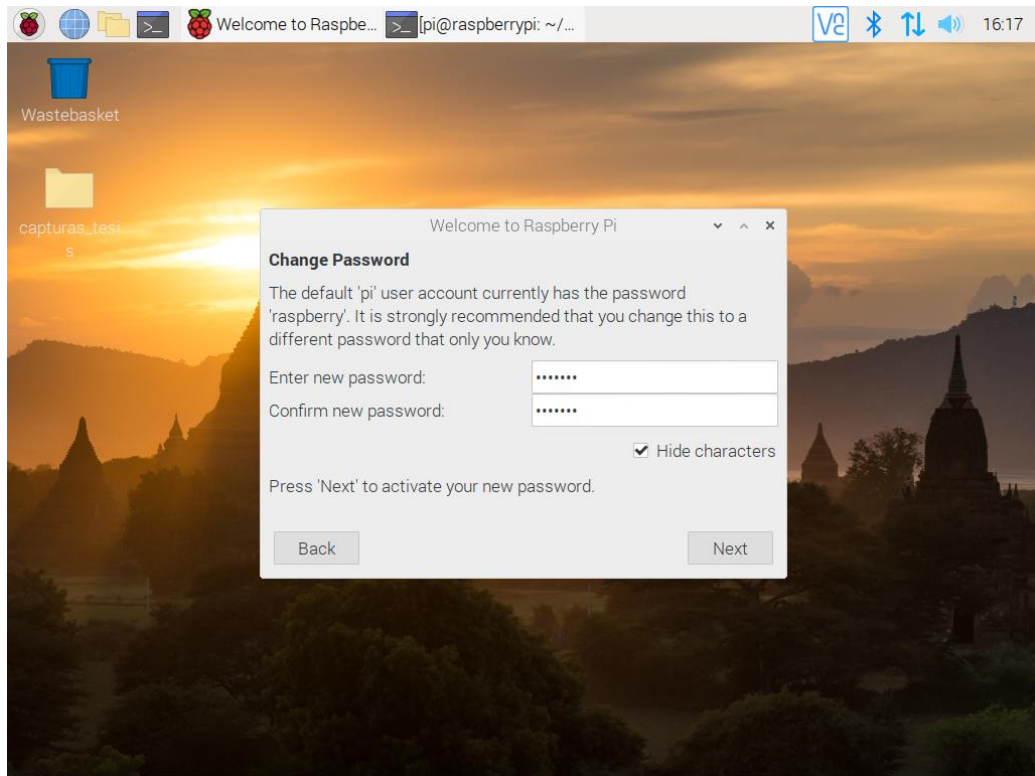 Welcome to Raspbe... [pi@raspberrypi: ~/... 16:17
Wastebasket
capturas_tesi
s
Welcome to Raspberry Pi
Change Password
The default 'pi' user account currently has the password
'raspberry'. It is strongly recommended that you change this to a
different password that only you know.
Enter new password: •••••••
Confirm new password: •••••••
Hide characters
Press 'Next' to activate your new password.
Back Next